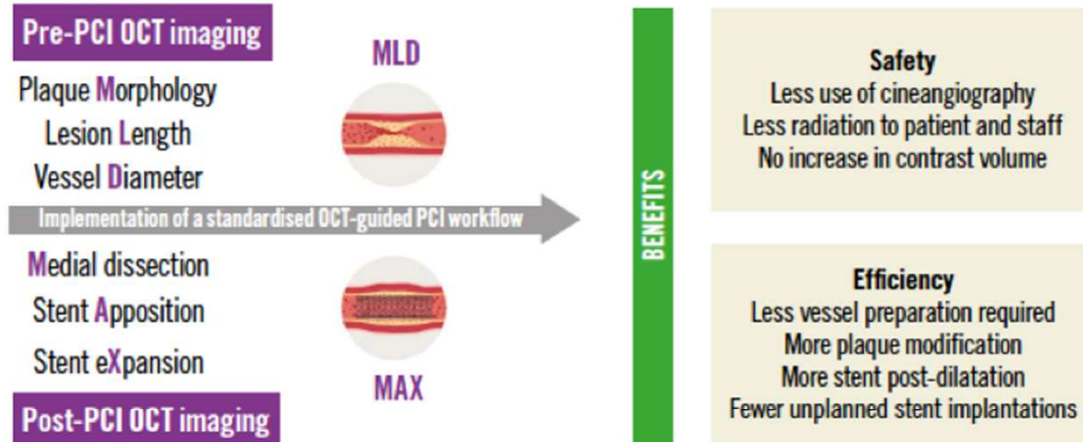 Pre-PCI OCT imaging
Plaque Morphology
Lesion Length
Vessel Diameter
MLD
Implementation of a standardised OCT-guided PCI workflow
Medial dissection
Stent Apposition
Stent eXpansion
MAX
Post-PCI OCT imaging
BENEFITS
Safety
Less use of cineangiography
Less radiation to patient and staff
No increase in contrast volume
Efficiency
Less vessel preparation required
More plaque modification
More stent post-dilatation
Fewer unplanned stent implantations